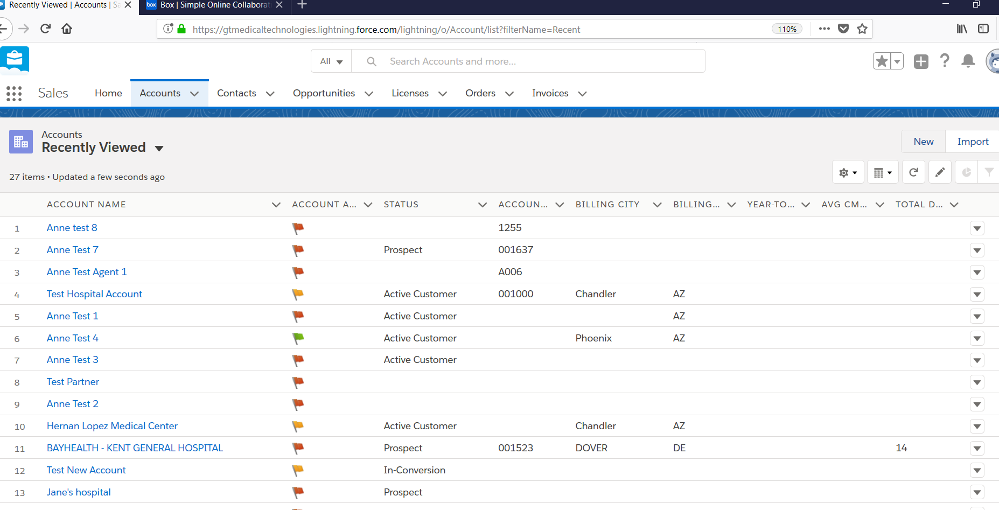 Recently Viewed | Accounts | Sa
box Box | Simple Online Collaborat
https://gtmedicaltechnologies.lightning.force.com/lightning/o/Account/list?filterName=Recent 110%
All Search Accounts and more...
Sales Home Accounts Contacts Opportunities Licenses Orders Invoices
Accounts
Recently Viewed
New Import
27 items • Updated a few seconds ago
ACCOUNT NAME ACCOUNT A... STATUS ACCOUN... BILLING CITY BILLING... YEAR-TO... AVG CM... TOTAL D...
1 Anne test 8 1255
2 Anne Test 7 Prospect 001637
3 Anne Test Agent 1 A006
4 Test Hospital Account Active Customer 001000 Chandler AZ
5 Anne Test 1 Active Customer AZ
6 Anne Test 4 Active Customer Phoenix AZ
7 Anne Test 3 Active Customer
8 Test Partner
9 Anne Test 2
10 Hernan Lopez Medical Center Active Customer Chandler AZ
11 BAYHEALTH - KENT GENERAL HOSPITAL Prospect 001523 DOVER DE 14
12 Test New Account In-Conversion
13 Jane's hospital Prospect